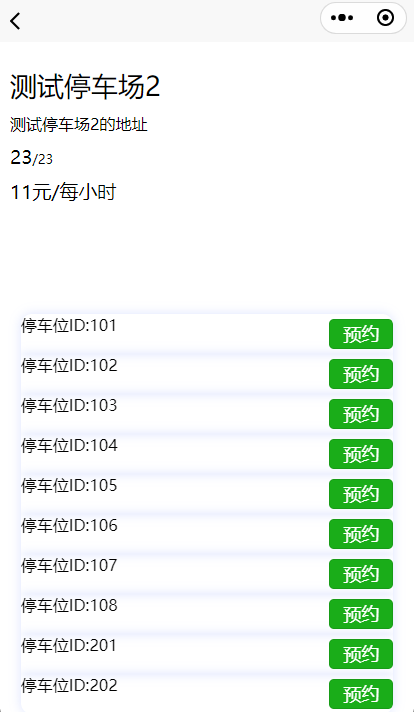 测试停车场2
测试停车场2的地址
23/23
11元/每小时
停车位ID:101 预约
停车位ID:102 预约
停车位ID:103 预约
停车位ID:104 预约
停车位ID:105 预约
停车位ID:106 预约
停车位ID:107 预约
停车位ID:108 预约
停车位ID:201 预约
停车位ID:202 预约